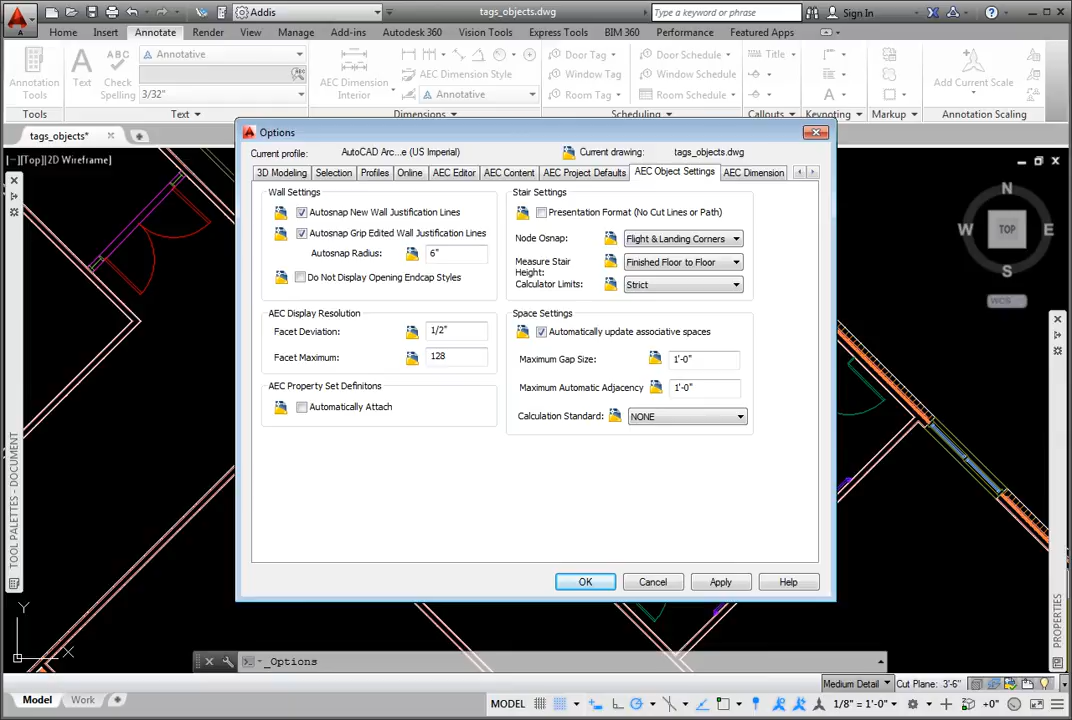 Addis
tags_objects.dwg
Type a keyword or phrase
Sign In
Home Insert Annotate Render View Manage Add-ins Autodesk 360 Vision Tools Express Tools BIM 360 Performance Featured Apps
Annotation Tools
Text
Check Spelling
Annotative
3/32"
AEC Dimension Interior
AEC Dimension Style
Annotative
Door Tag
Window Tag
Room Tag
Door Schedule
Window Schedule
Room Schedule
Title
Add Current Scale
Tools Text Dimensions Scheduling Callouts Keynoting Markup Annotation Scaling
tags_objects*
[−][Top][2D Wireframe]
Options
Current profile: AutoCAD Arc...e (US Imperial) Current drawing: tags_objects.dwg
3D Modeling Selection Profiles Online AEC Editor AEC Content AEC Project Defaults AEC Object Settings AEC Dimension
Wall Settings
Autosnap New Wall Justification Lines
Autosnap Grip Edited Wall Justification Lines
Autosnap Radius: 6"
Do Not Display Opening Endcap Styles
AEC Display Resolution
Facet Deviation: 1/2"
Facet Maximum: 128
AEC Property Set Definitons
Automatically Attach
Stair Settings
Presentation Format (No Cut Lines or Path)
Node Osnap: Flight & Landing Corners
Measure Stair Height: Finished Floor to Floor
Calculator Limits: Strict
Space Settings
Automatically update associative spaces
Maximum Gap Size: 1'-0"
Maximum Automatic Adjacency 1'-0"
Calculation Standard: NONE
OK Cancel Apply Help
N
W TOP E
S
WCS
TOOL PALETTES - DOCUMENT
PROPERTIES
Y
X
_Options
Medium Detail Cut Plane: 3'-6"
Model Work
MODEL 1/8" = 1'-0" +0"